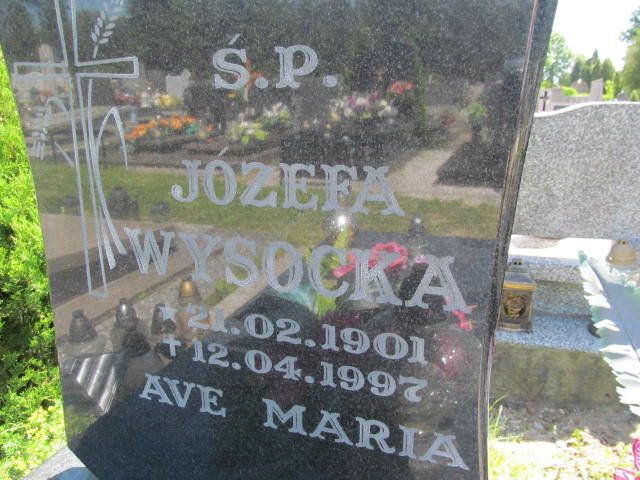 Ś.P.
JÓZEFA
WYSOCKA
* 21.02.1901
✝ 12.04.1997
AVE MARIA